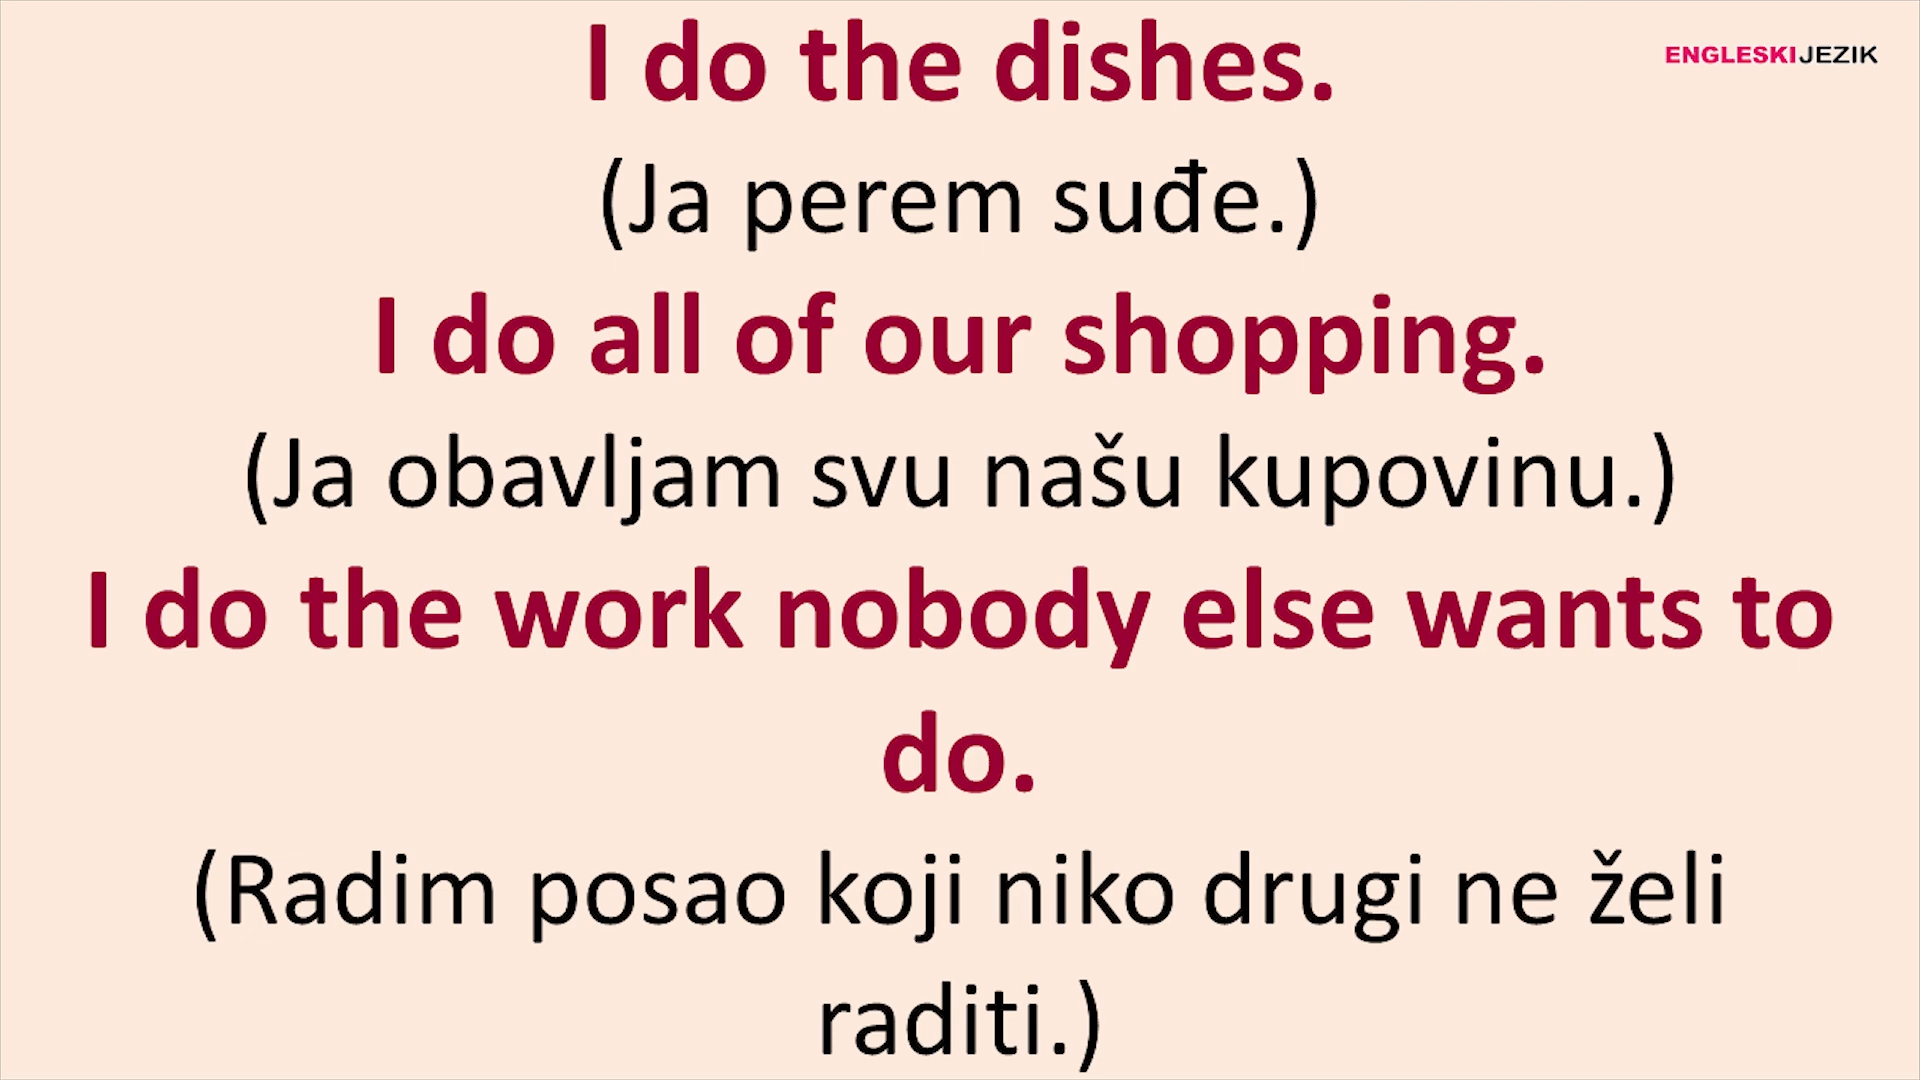 I do the dishes.
ENGLESKIJEZIK
(Ja perem suđe.)
I do all of our shopping.
(Ja obavljam svu našu kupovinu.)
I do the work nobody else wants to
do.
(Radim posao koji niko drugi ne želi
raditi.)